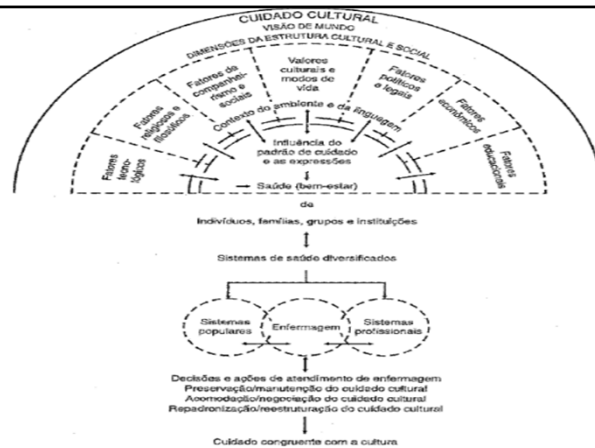 CUIDADO CULTURAL
VISÃO DE MUNDO
DIMENSÕES DA ESTRUTURA CULTURAL E SOCIAL
Fatores
tecno-
lógicos
Fatores
religiosos e
filosóficos
Fatores de
companhei-
rismo e
sociais
Valores
culturais e
modos de
vida
Fatores
políticos
e legais
Fatores
econômicos
Fatores
educacionais
Contexto do ambiente e da linguagem
Influência do
padrão de cuidado
e as expressões
Saúde (bem-estar)
de
Indivíduos, famílias, grupos e instituições
Sistemas de saúde diversificados
Sistemas
populares
Enfermagem
Sistemas
profissionais
Decisões e ações de atendimento de enfermagem
Preservação/manutenção do cuidado cultural
Acomodação/negociação do cuidado cultural
Repadronização/reestruturação do cuidado cultural
Cuidado congruente com a cultura